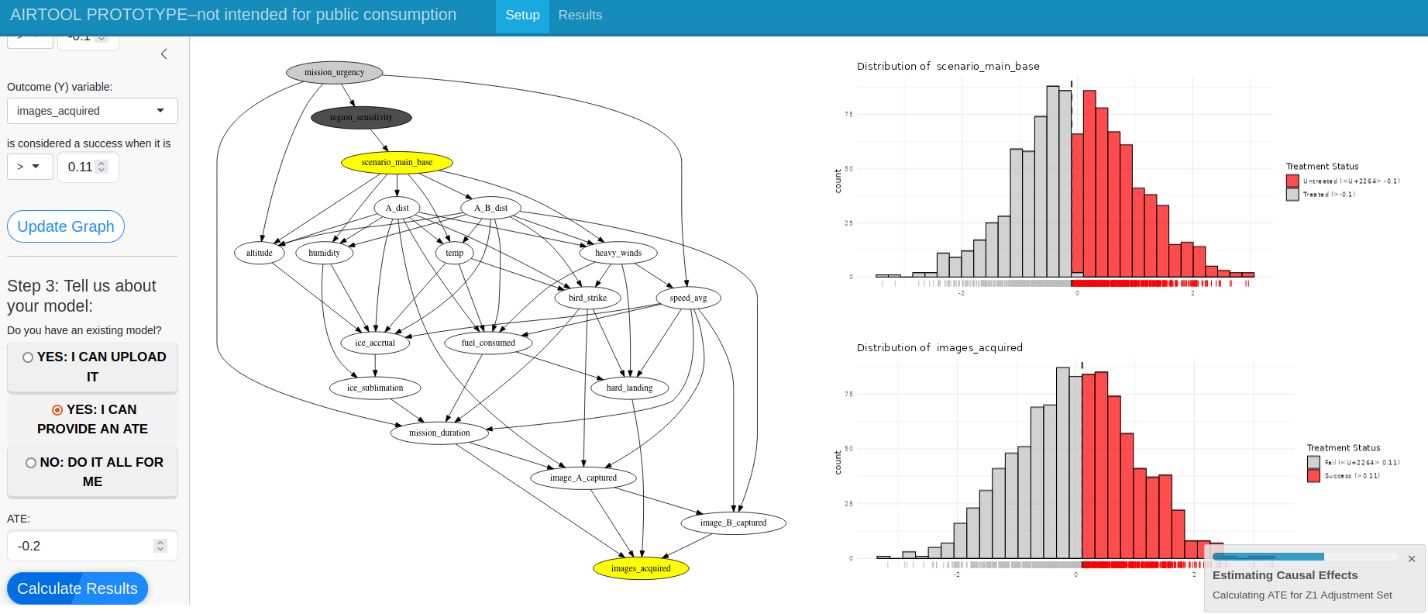 AIRTOOL PROTOTYPE–not intended for public consumption
Setup
Results
> -0.1
Outcome (Y) variable:
images_acquired
is considered a success when it is
> 0.11
Update Graph
Step 3: Tell us about
your model:
Do you have an existing model?
YES: I CAN UPLOAD
IT
YES: I CAN
PROVIDE AN ATE
NO: DO IT ALL FOR
ME
ATE:
-0.2
Calculate Results
mission_urgency
region_sensitivity
scenario_main_base
A_dist
A_B_dist
altitude
humidity
temp
heavy_winds
bird_strike
speed_avg
ice_accrual
fuel_consumed
ice_sublimation
hard_landing
mission_duration
image_A_captured
image_B_captured
images_acquired
Distribution of scenario_main_base
count
75
50
25
0
-2
0
2
Treatment Status
Untreated (<U+2264> -0.1)
Treated (>-0.1)
Distribution of images_acquired
count
75
50
25
0
-2
0
2
Treatment Status
Fail (<U+2264> 0.11)
Success (>0.11)
Estimating Causal Effects
Calculating ATE for Z1 Adjustment Set